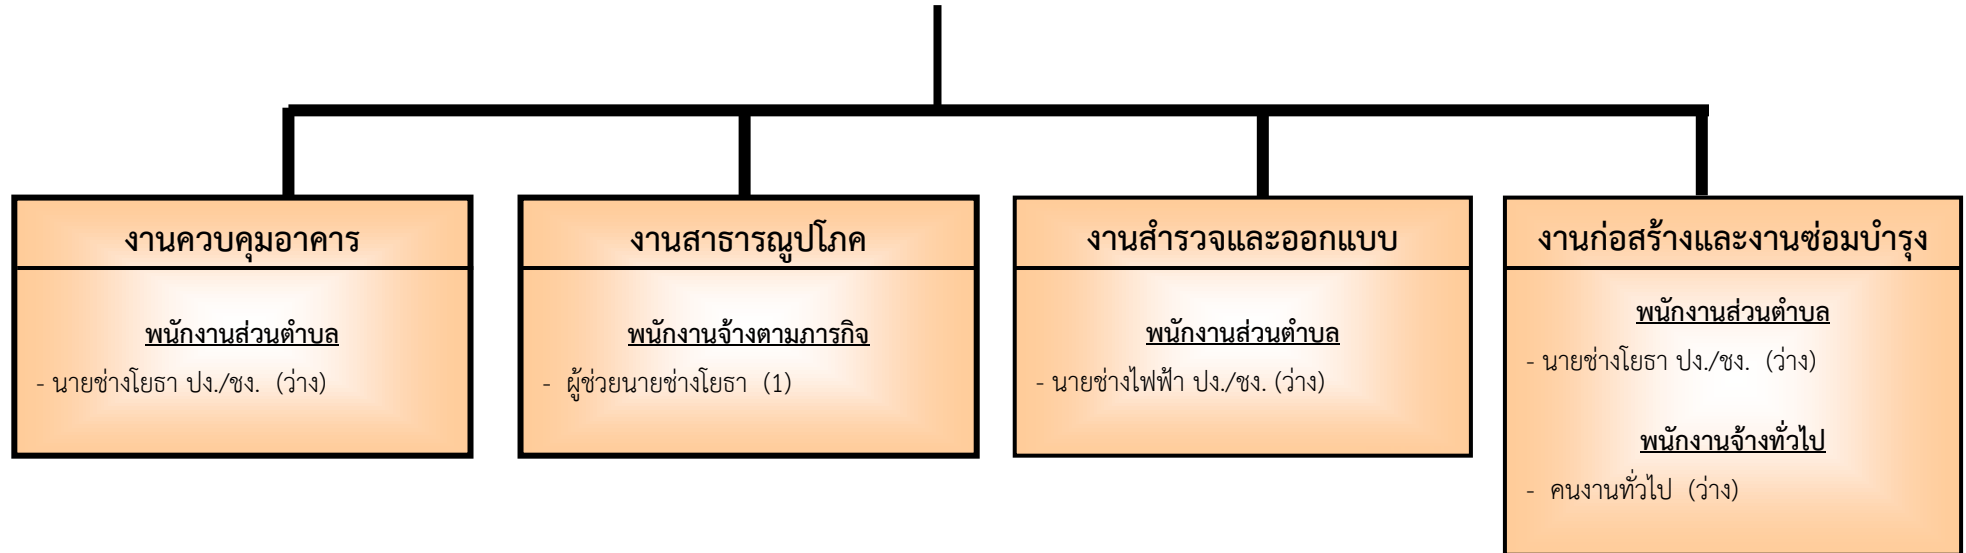 งานควบคุมอาคาร
พนักงานส่วนตำบล
- นายช่างโยธา ปง./ชง. (ว่าง)
งานสาธารณูปโภค
พนักงานจ้างตามภารกิจ
- ผู้ช่วยนายช่างโยธา (1)
งานสำรวจและออกแบบ
พนักงานส่วนตำบล
- นายช่างไฟฟ้า ปง./ชง. (ว่าง)
งานก่อสร้างและงานซ่อมบำรุง
พนักงานส่วนตำบล
- นายช่างโยธา ปง./ชง. (ว่าง)
พนักงานจ้างทั่วไป
- คนงานทั่วไป (ว่าง)